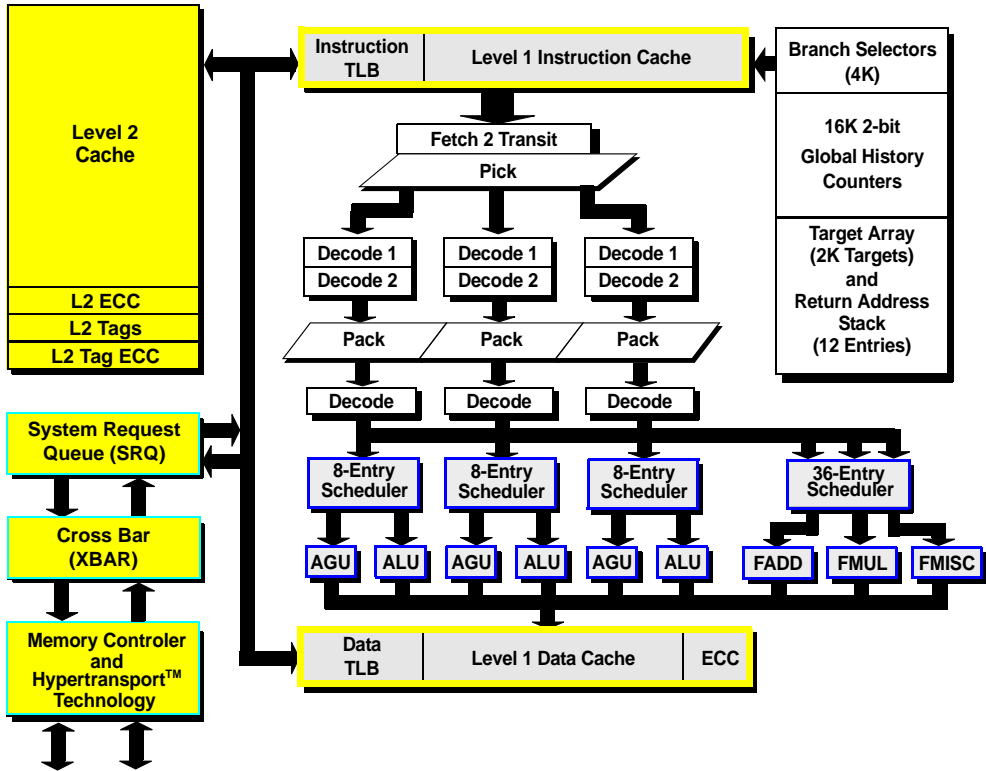 Level 2
Cache
L2 ECC
L2 Tags
L2 Tag ECC
System Request
Queue (SRQ)
Cross Bar
(XBAR)
Memory Controler
and
Hypertransport™
Technology
Instruction
TLB
Level 1 Instruction Cache
Fetch 2 Transit
Pick
Decode 1
Decode 2
Decode 1
Decode 2
Decode 1
Decode 2
Pack
Pack
Pack
Decode
Decode
Decode
8-Entry
Scheduler
8-Entry
Scheduler
8-Entry
Scheduler
36-Entry
Scheduler
AGU
ALU
AGU
ALU
AGU
ALU
FADD
FMUL
FMISC
Data
TLB
Level 1 Data Cache
ECC
Branch Selectors
(4K)
16K 2-bit
Global History
Counters
Target Array
(2K Targets)
and
Return Address
Stack
(12 Entries)